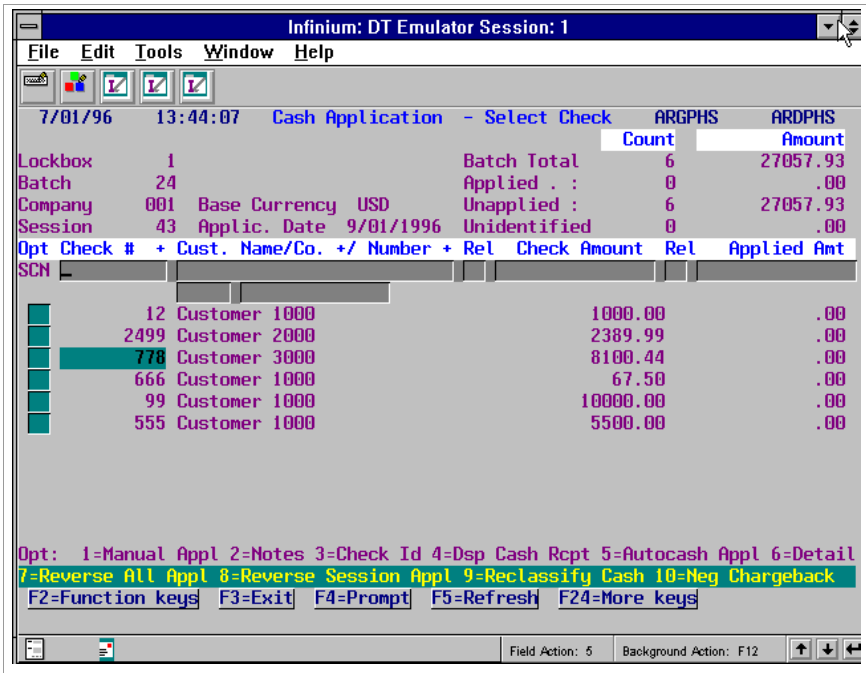 Infinium: DT Emulator Session: 1
File Edit Tools Window Help
7/01/96 13:44:07 Cash Application - Select Check ARGPHS ARDPHS
Count Amount
Lockbox 1 Batch Total 6 27057.93
Batch 24 Applied . : 0 .00
Company 001 Base Currency USD Unapplied : 6 27057.93
Session 43 Applic. Date 9/01/1996 Unidentified 0 .00
Opt Check # + Cust. Name/Co. +/ Number + Rel Check Amount Rel Applied Amt
SCN
12 Customer 1000 1000.00 .00
2499 Customer 2000 2389.99 .00
778 Customer 3000 8100.44 .00
666 Customer 1000 67.50 .00
99 Customer 1000 10000.00 .00
555 Customer 1000 5500.00 .00
Opt: 1=Manual Appl 2=Notes 3=Check Id 4=Dsp Cash Rcpt 5=Autocash Appl 6=Detail
7=Reverse All Appl 8=Reverse Session Appl 9=Reclassify Cash 10=Neg Chargeback
F2=Function keys F3=Exit F4=Prompt F5=Refresh F24=More keys
Field Action: 5 Background Action: F12